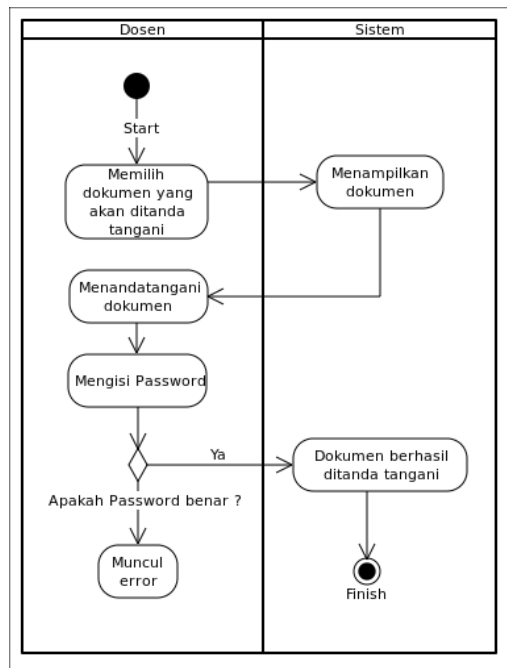 Dosen
Sistem
Start
Memilih
dokumen yang
akan ditanda
tangani
Menampilkan
dokumen
Menandatangani
dokumen
Mengisi Password
Ya
Apakah Password benar ?
Dokumen berhasil
ditanda tangani
Muncul
error
Finish